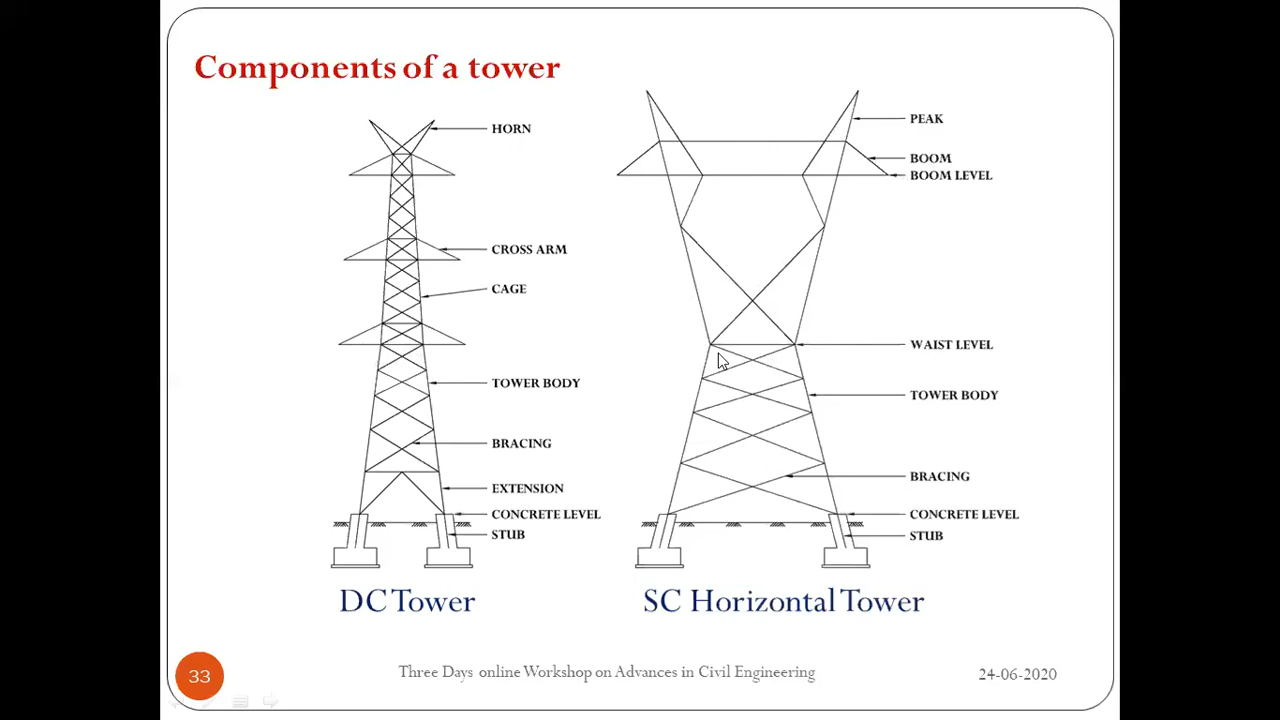 Components of a tower
HORN
CROSS ARM
CAGE
TOWER BODY
BRACING
EXTENSION
CONCRETE LEVEL
STUB
DC Tower
PEAK
BOOM
BOOM LEVEL
WAIST LEVEL
TOWER BODY
BRACING
CONCRETE LEVEL
STUB
SC Horizontal Tower
33
Three Days online Workshop on Advances in Civil Engineering
24-06-2020